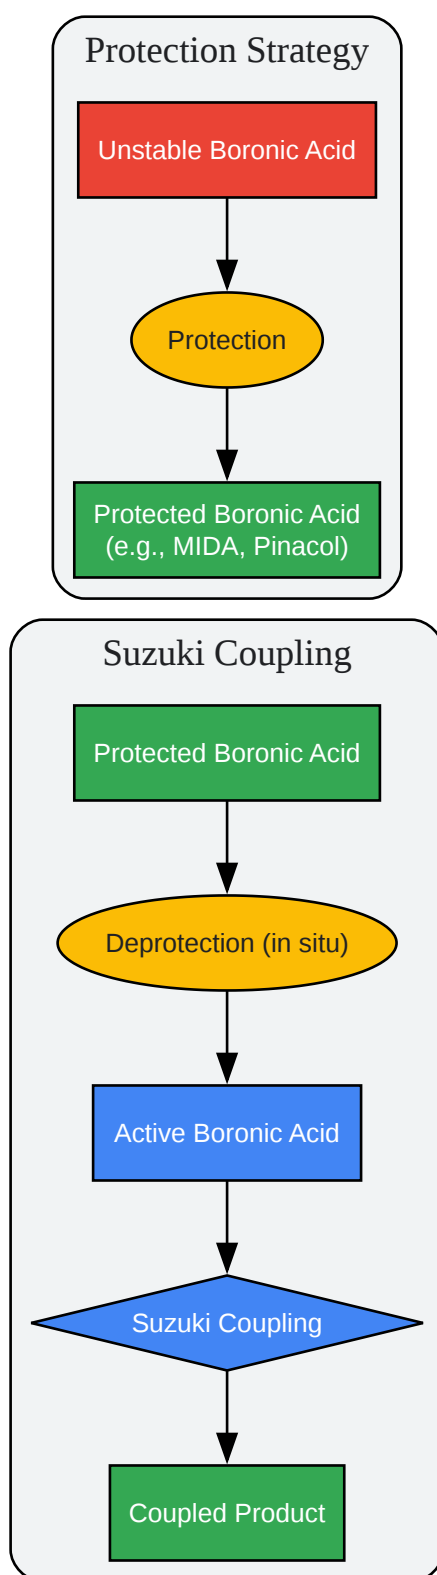 Protection Strategy
Unstable Boronic Acid
Protection
Protected Boronic Acid
(e.g., MIDA, Pinacol)
Suzuki Coupling
Protected Boronic Acid
Deprotection (in situ)
Active Boronic Acid
Suzuki Coupling
Coupled Product